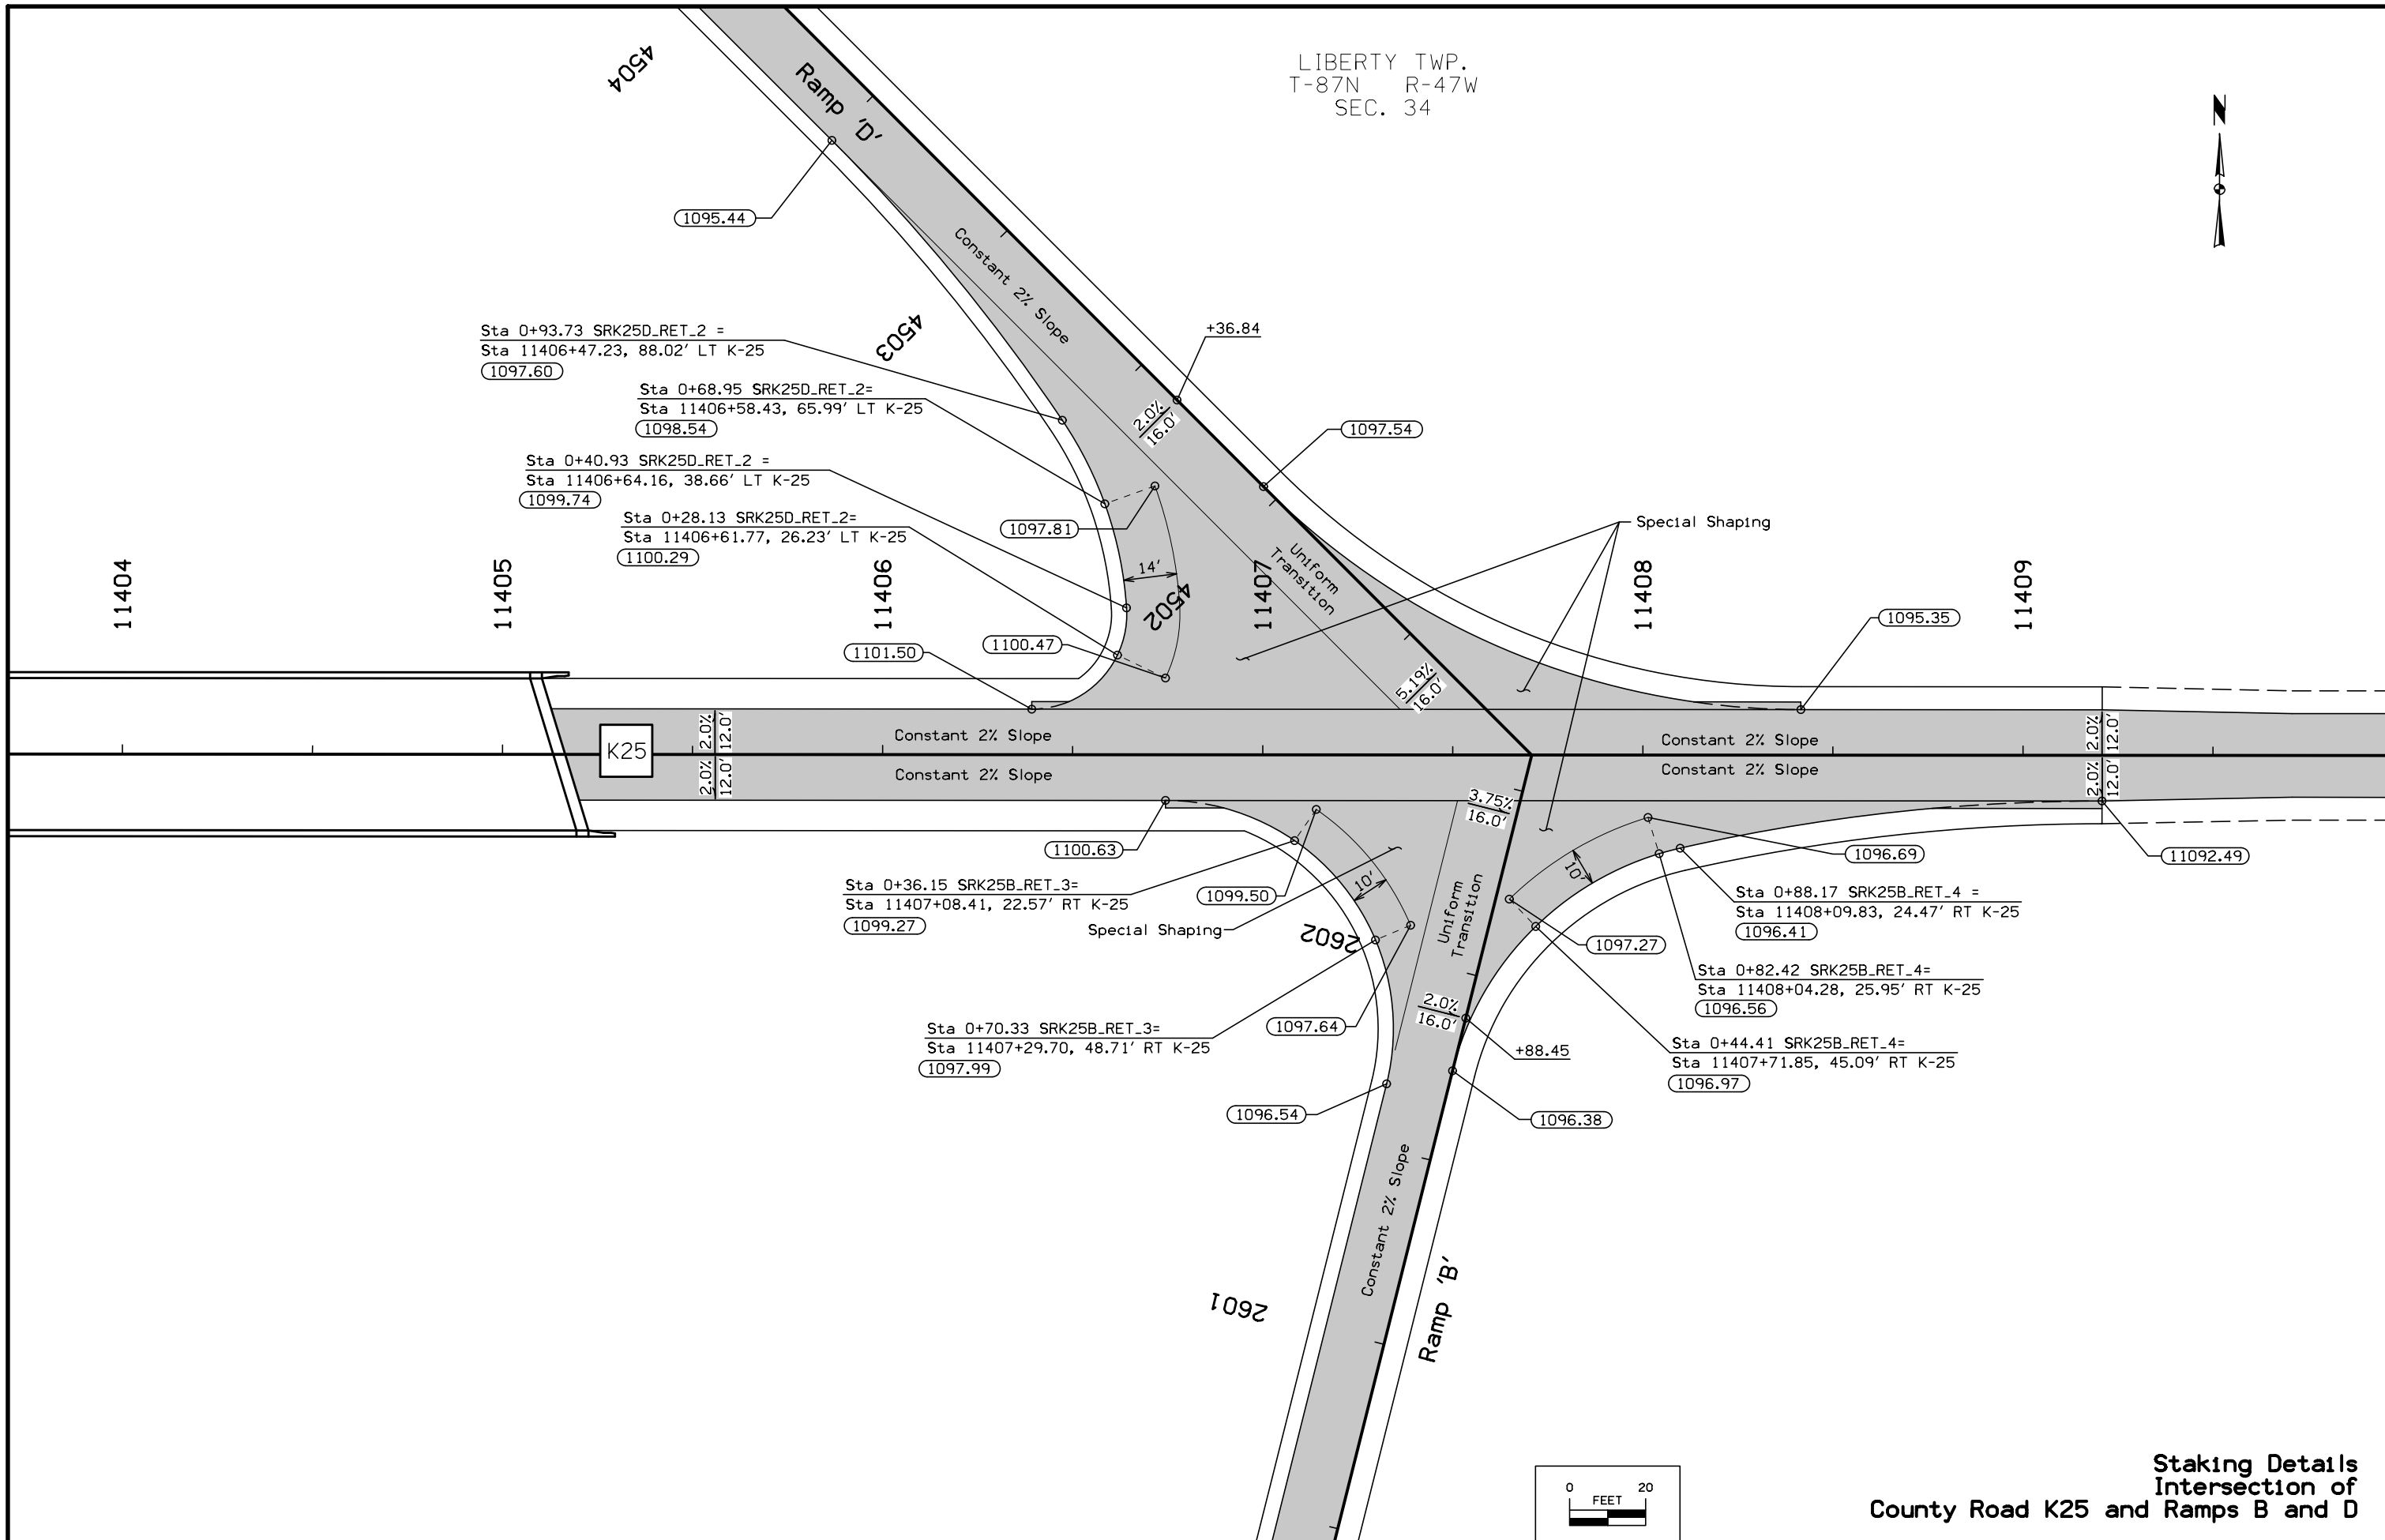 LIBERTY TWP.
T-87N R-47W
SEC. 34
N
4504
Ramp 'D'
1095.44
Constant 2% Slope
4503
Sta 0+93.73 SRK25D_RET_2 =
Sta 11406+47.23, 88.02' LT K-25
1097.60
+36.84
2.0%
16.0'
Sta 0+68.95 SRK25D_RET_2=
Sta 11406+58.43, 65.99' LT K-25
1098.54
1097.54
Sta 0+40.93 SRK25D_RET_2 =
Sta 11406+64.16, 38.66' LT K-25
1099.74
Sta 0+28.13 SRK25D_RET_2=
Sta 11406+61.77, 26.23' LT K-25
1100.29
1097.81
Special Shaping
14'
4502
Uniform
Transition
11404
11405
11406
11407
11408
11409
1101.50
1100.47
1095.35
5.19%
16.0'
K25
2.0%
12.0'
2.0%
12.0'
Constant 2% Slope
Constant 2% Slope
Constant 2% Slope
Constant 2% Slope
2.0%
12.0'
2.0%
12.0'
3.75%
16.0'
1100.63
1096.69
11092.49
10'
10'
Sta 0+36.15 SRK25B_RET_3=
Sta 11407+08.41, 22.57' RT K-25
1099.27
1099.50
Special Shaping
2602
Uniform
Transition
Sta 0+88.17 SRK25B_RET_4 =
Sta 11408+09.83, 24.47' RT K-25
1096.41
1097.27
Sta 0+82.42 SRK25B_RET_4=
Sta 11408+04.28, 25.95' RT K-25
1096.56
2.0%
16.0'
Sta 0+70.33 SRK25B_RET_3=
Sta 11407+29.70, 48.71' RT K-25
1097.99
1097.64
+88.45
Sta 0+44.41 SRK25B_RET_4=
Sta 11407+71.85, 45.09' RT K-25
1096.97
1096.54
1096.38
Constant 2% Slope
2601
Ramp 'B'
0 20
FEET
Staking Details
Intersection of
County Road K25 and Ramps B and D